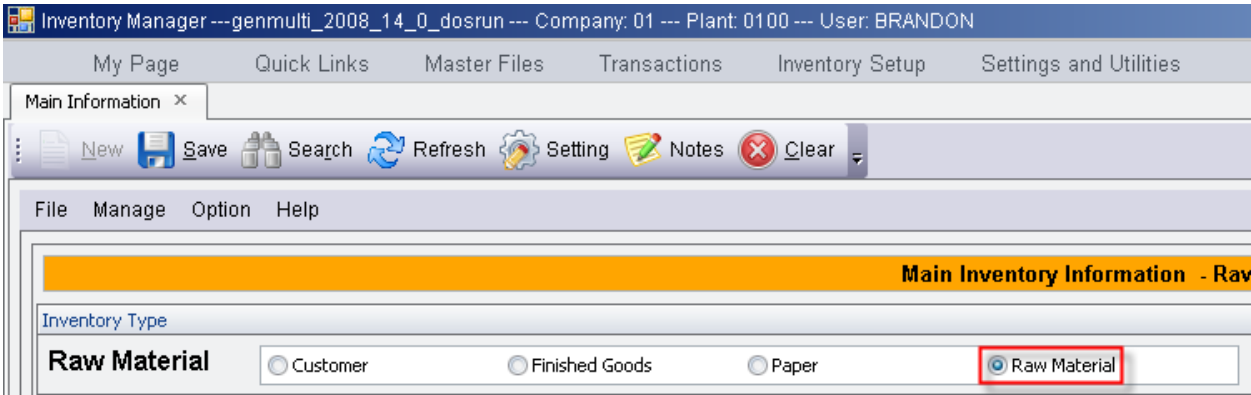 Inventory Manager ---genmulti_2008_14_0_dosrun --- Company: 01 --- Plant: 0100 --- User: BRANDON
My Page Quick Links Master Files Transactions Inventory Setup Settings and Utilities
Main Information ×
New Save Search Refresh Setting Notes Clear
File Manage Option Help
Main Inventory Information - Rav
Inventory Type
Raw Material Customer Finished Goods Paper Raw Material